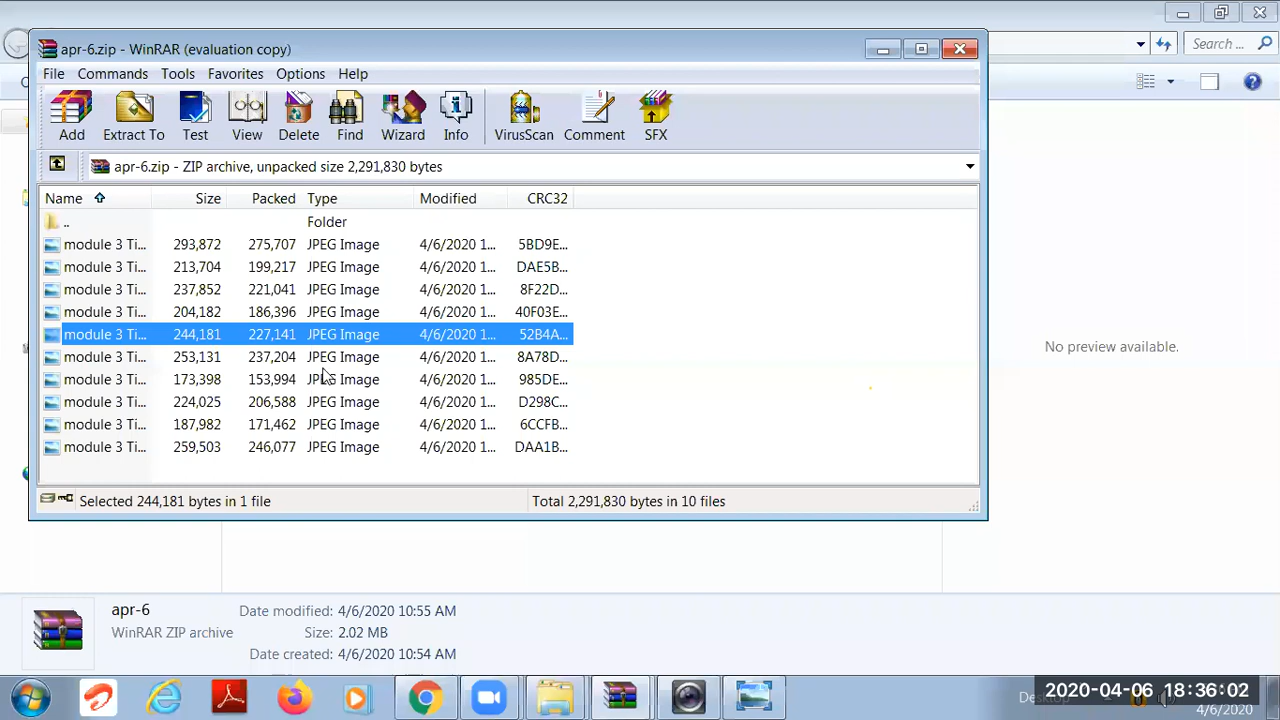 apr-6.zip - WinRAR (evaluation copy)
Search ...
File Commands Tools Favorites Options Help
Add Extract To Test View Delete Find Wizard Info VirusScan Comment SFX
apr-6.zip - ZIP archive, unpacked size 2,291,830 bytes
Name Size Packed Type Modified CRC32
.. Folder
module 3 Ti... 293,872 275,707 JPEG Image 4/6/2020 1... 5BD9E...
module 3 Ti... 213,704 199,217 JPEG Image 4/6/2020 1... DAE5B...
module 3 Ti... 237,852 221,041 JPEG Image 4/6/2020 1... 8F22D...
module 3 Ti... 204,182 186,396 JPEG Image 4/6/2020 1... 40F03E...
module 3 Ti... 244,181 227,141 JPEG Image 4/6/2020 1... 52B4A...
module 3 Ti... 253,131 237,204 JPEG Image 4/6/2020 1... 8A78D...
module 3 Ti... 173,398 153,994 JPEG Image 4/6/2020 1... 985DE...
module 3 Ti... 224,025 206,588 JPEG Image 4/6/2020 1... D298C...
module 3 Ti... 187,982 171,462 JPEG Image 4/6/2020 1... 6CCFB...
module 3 Ti... 259,503 246,077 JPEG Image 4/6/2020 1... DAA1B...
No preview available.
Selected 244,181 bytes in 1 file Total 2,291,830 bytes in 10 files
apr-6 Date modified: 4/6/2020 10:55 AM
WinRAR ZIP archive Size: 2.02 MB
Date created: 4/6/2020 10:54 AM
Desktop
2020-04-06 18:36:02
4/6/2020